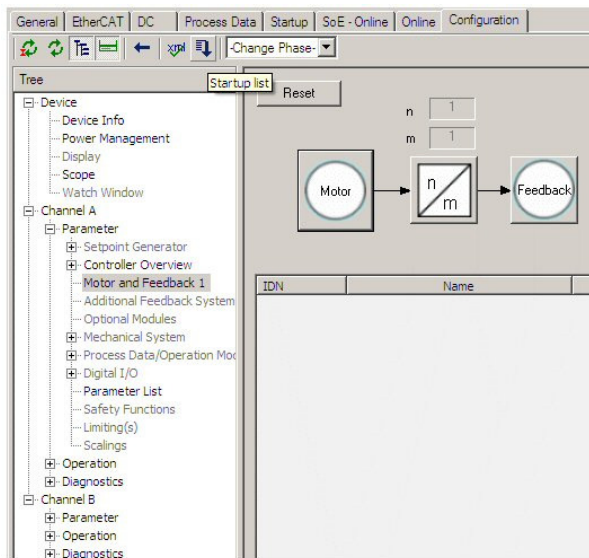 General EtherCAT DC Process Data Startup SoE - Online Online Configuration
xml -Change Phase-
Tree
Startup list
Device
Device Info
Power Management
Display
Scope
Watch Window
Channel A
Parameter
Setpoint Generator
Controller Overview
Motor and Feedback 1
Additional Feedback System
Optional Modules
Mechanical System
Process Data/Operation Mod
Digital I/O
Parameter List
Safety Functions
Limiting(s)
Scalings
Operation
Diagnostics
Channel B
Parameter
Operation
Diagnostics
Reset
n 1
m 1
Motor
n
m
Feedback
IDN Name